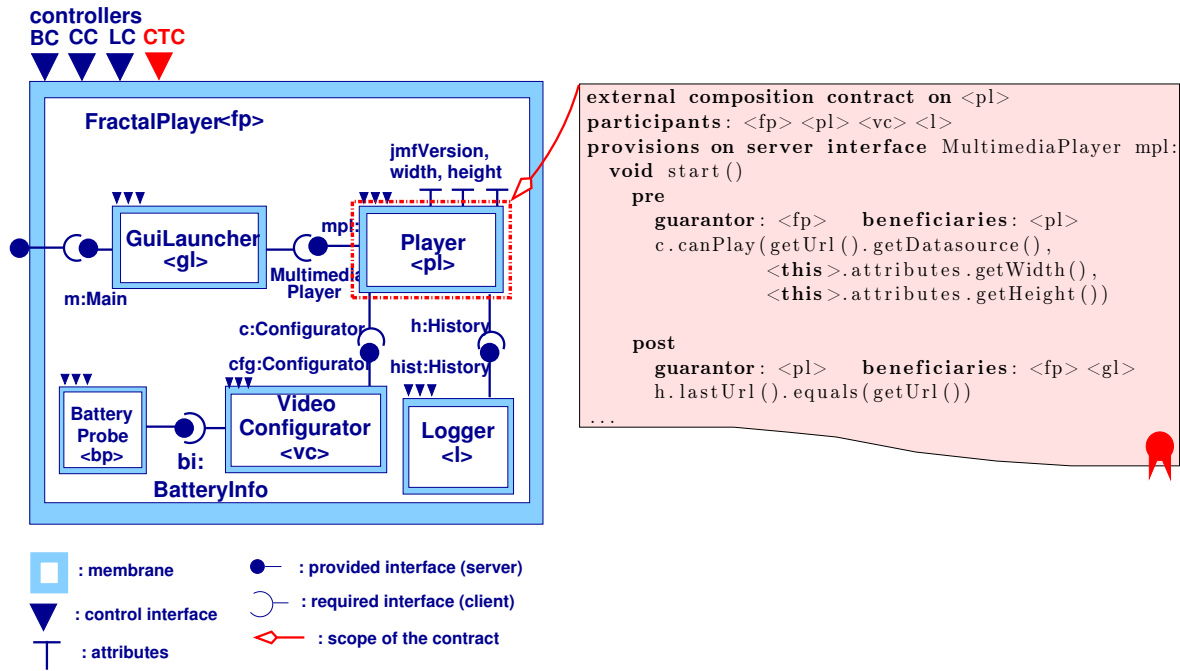 controllers
BC CC LC CTC
FractalPlayer<fp>
jmfVersion,
width, height
GuiLauncher
<gl>
mpl:
Player
<pl>
Multimedia
Player
m:Main
c:Configurator
h:History
cfg:Configurator
hist:History
Battery
Probe
<bp>
Video
Configurator
<vc>
Logger
<l>
bi:
BatteryInfo
external composition contract on <pl>
participants: <fp> <pl> <vc> <l>
provisions on server interface MultimediaPlayer mpl:
void start()
pre
guarantor: <fp> beneficiaries: <pl>
c.canPlay(getUrl().getDatasource(),
<this>.attributes.getWidth(),
<this>.attributes.getHeight())
post
guarantor: <pl> beneficiaries: <fp> <gl>
h.lastUrl().equals(getUrl())
...
: membrane
: control interface
: attributes
: provided interface (server)
: required interface (client)
: scope of the contract